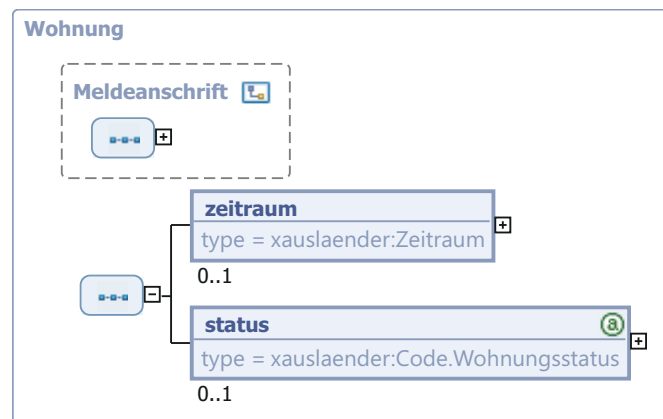 Wohnung
Meldeanschrift
zeitraum
type = xauslaender:Zeitraum
0..1
status
a
type = xauslaender:Code.Wohnungsstatus
0..1